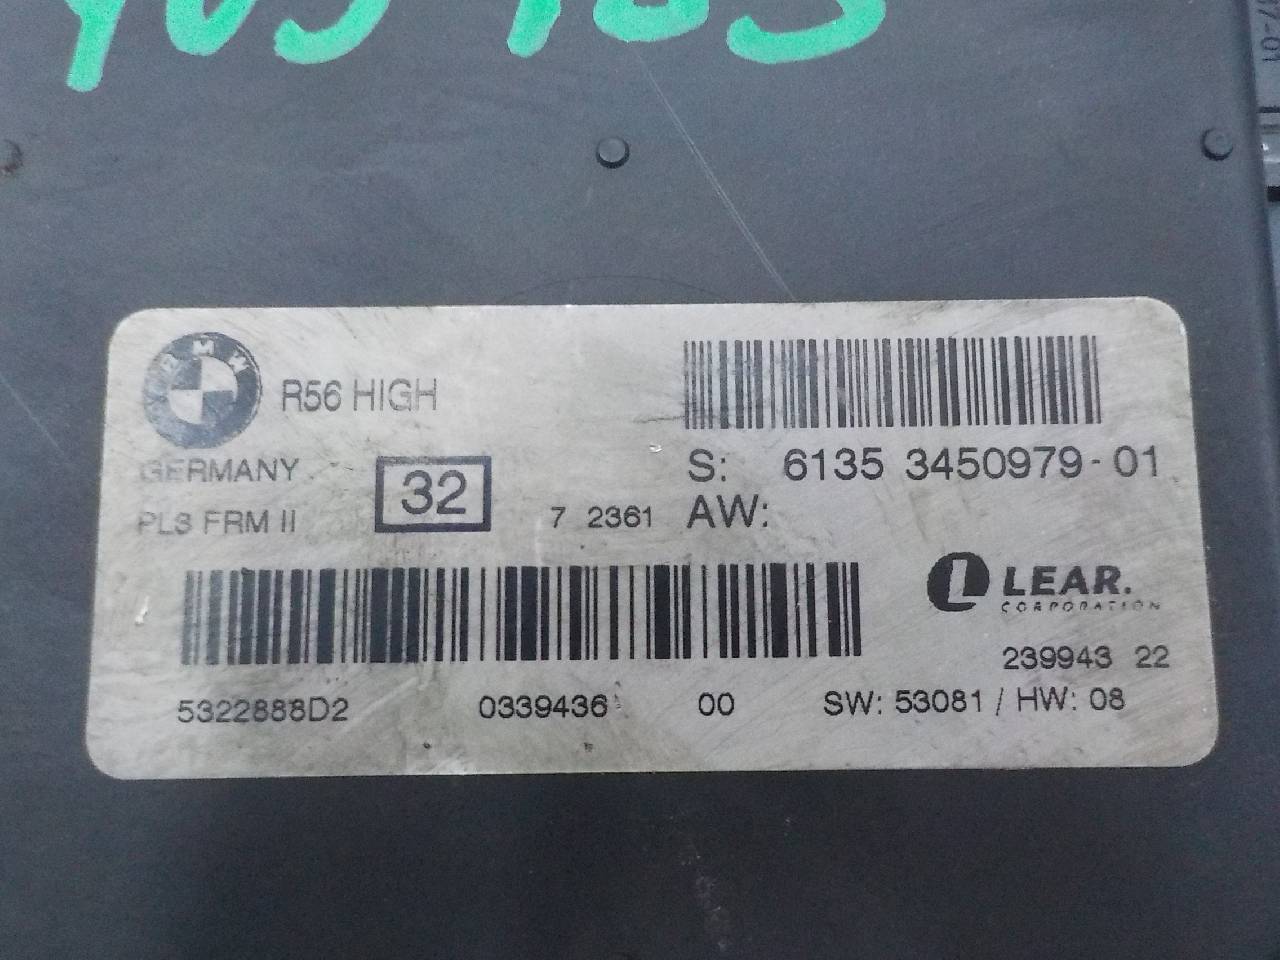 BMW
R56 HIGH
S: 6135 3450979-01
GERMANY
32
PL3 FRM II
7 2361
AW:
L LEAR.
CORPORATION
239943 22
5322888D2 0339436 00 SW: 53081 / HW: 08